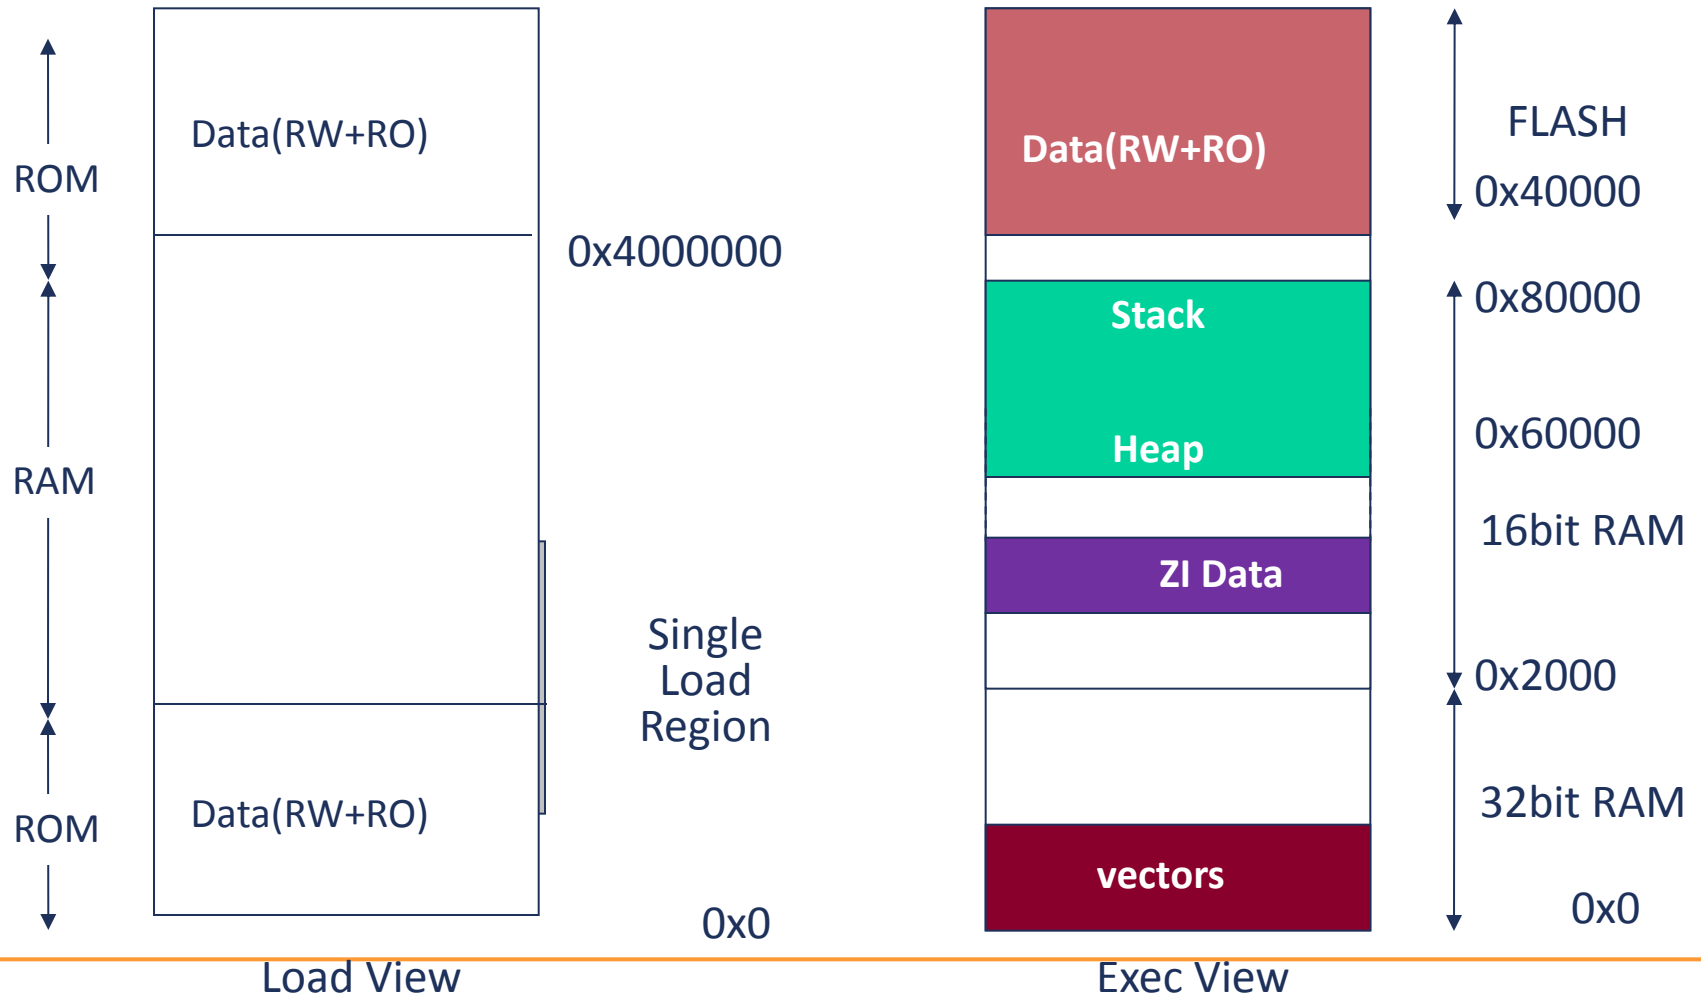 ROM
RAM
ROM
Data(RW+RO)
0x4000000
Single
Load
Region
Data(RW+RO)
0x0
Load View
Data(RW+RO)
Stack
Heap
ZI Data
vectors
Exec View
FLASH
0x40000
0x80000
0x60000
16bit RAM
0x2000
32bit RAM
0x0